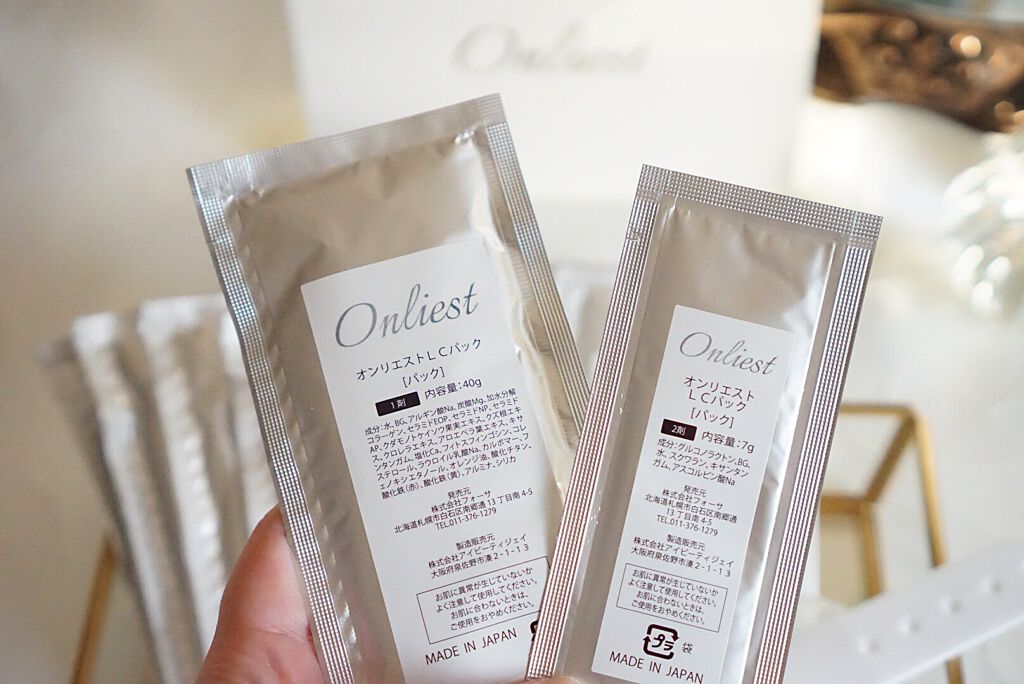 Onliest
Onliest
オンリエストLCパック
[パック]
1剤 内容量:40g
成分:水、BG、アルギン酸Na、炭酸Mg、加水分解
コラーゲン、セラミドEOP、セラミドNP、セラミド
AP、クダモノトケイソウ果実エキス、クズ根エキ
ス、クロレラエキス、アロエベラ葉エキス、キサ
ンタンガム、塩化Ca、フィトスフィンゴシン、コレ
ステロール、ラウロイル乳酸Na、カルボマー、フ
ェノキシエタノール、オレンジ油、酸化チタン、
酸化鉄(赤)、酸化鉄(黄)、アルミナ、シリカ
発売元
株式会社フォーサ
北海道札幌市白石区南郷通 13 丁目南 4-5
TEL.011-376-1279
製造販売元
株式会社アイビーティジェイ
大阪府泉佐野市湊2-1-13
お肌に異常が生じていないか
よく注意して使用してください。
お肌に合わないときは、
ご使用をおやめください。
MADE IN JAPAN
Onliest
オンリエスト
LCパック
[パック]
2剤 内容量:7g
成分:グルコノラクトン、BG、
水、スクワラン、キサンタン
ガム、アスコルビン酸Na
発売元
株式会社フォーサ
北海道札幌市白石区南郷通
13 丁目南 4-5
TEL.011-376-1279
製造販売元
株式会社アイビーティジェイ
大阪府泉佐野市湊2-1-13
お肌に異常が生じていないか
よく注意して使用してください。
お肌に合わないときは、
ご使用をおやめください。
プラ 袋
MADE IN JAPAN